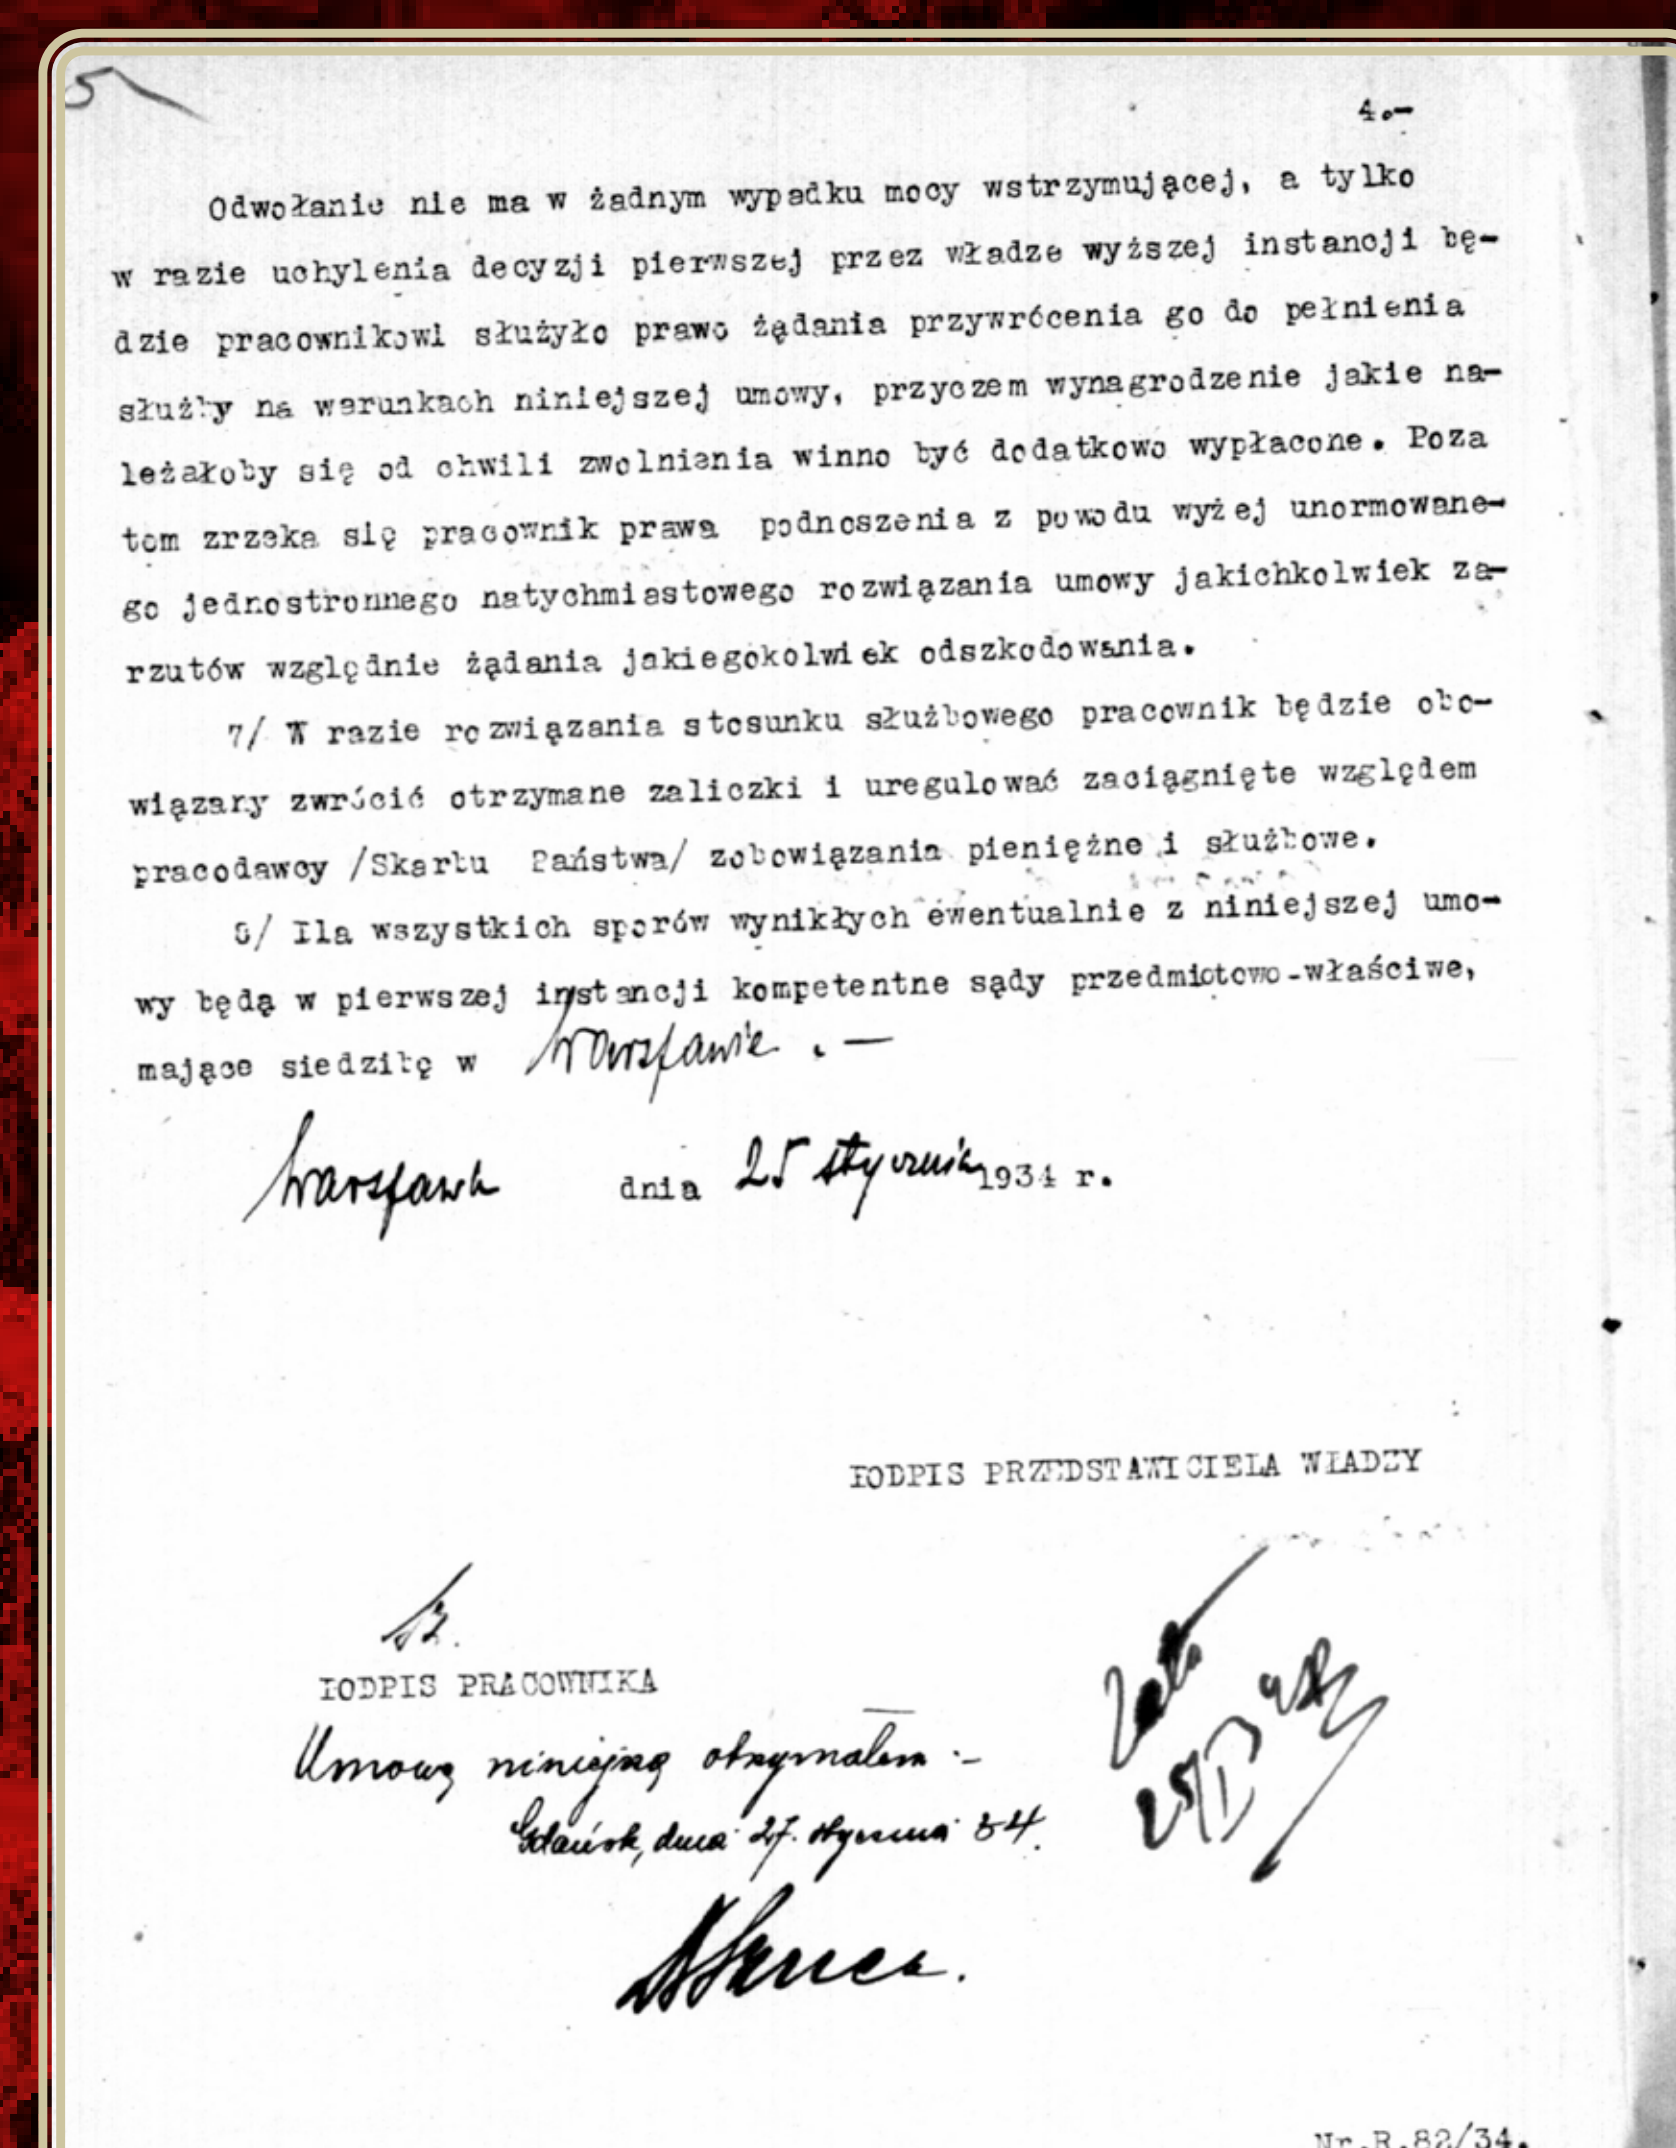 5
4.-
Odwołanie nie ma w żadnym wypadku mocy wstrzymującej, a tylko
w razie uchylenia decyzji pierwszej przez władze wyższej instancji bę-
dzie pracownikowi służyło prawo żądania przywrócenia go do pełnienia
służby na warunkach niniejszej umowy, przyczem wynagrodzenie jakie na-
leżałoby się od chwili zwolnienia winno być dodatkowo wypłacone. Poza
tem zrzeka się pracownik prawa podnoszenia z powodu wyżej unormowane-
go jednostronnego natychmiastowego rozwiązania umowy jakichkolwiek za-
rzutów względnie żądania jakiegokolwiek odszkodowania.
7/ W razie rozwiązania stosunku służbowego pracownik będzie obo-
wiązany zwrócić otrzymane zaliczki i uregulować zaciągnięte względem
pracodawcy /Skarbu Państwa/ zobowiązania pieniężne i służbowe.
8/ Dla wszystkich sporów wynikłych ewentualnie z niniejszej umo-
wy będą w pierwszej instancji kompetentne sądy przedmiotowo-właściwe,
mające siedzibę w Warszawie . —
Warszawa dnia 25 stycznia 1934 r.
PODPIS PRZEDSTAWICIELA WŁADZY
PODPIS PRACOWNIKA
Umowę niniejszą otrzymałem .-
Gdańsk, dnia 27. stycznia 34.
25/I
Nr.R.82/34.